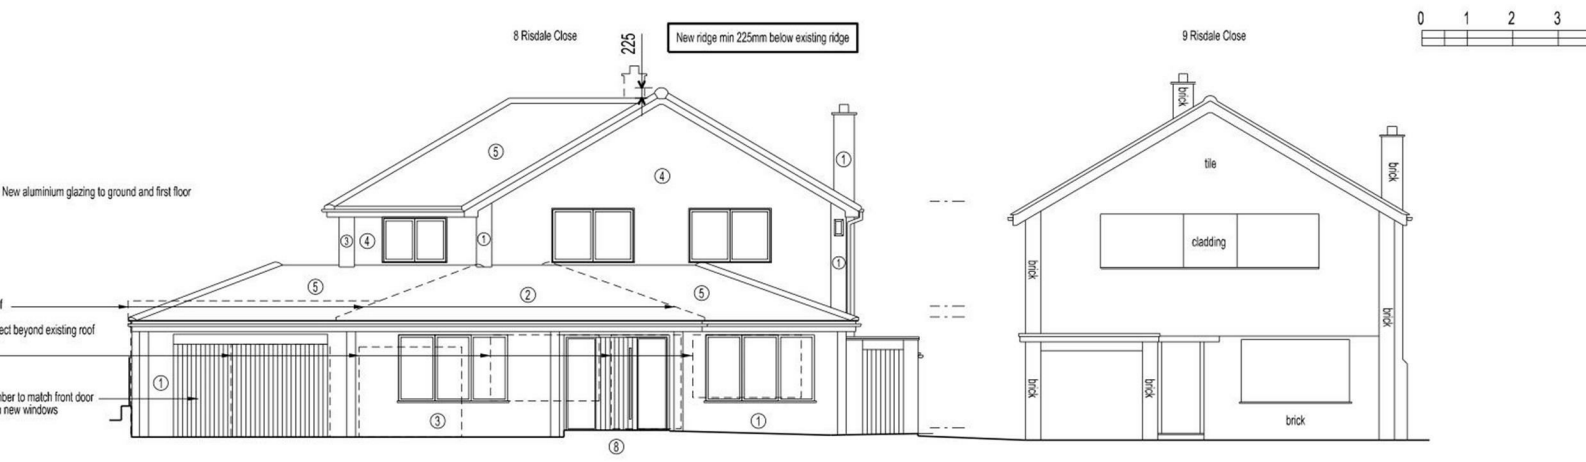 8 Risdale Close
225
New ridge min 225mm below existing ridge
9 Risdale Close
0 1 2 3
brick
tile
brick
New aluminium glazing to ground and first floor
cladding
brick
brick
brick
brick
brick
brick
5
4
1
3
4
1
1
5
2
5
1
3
1
8
f
ect beyond existing roof
ber to match front door
new windows